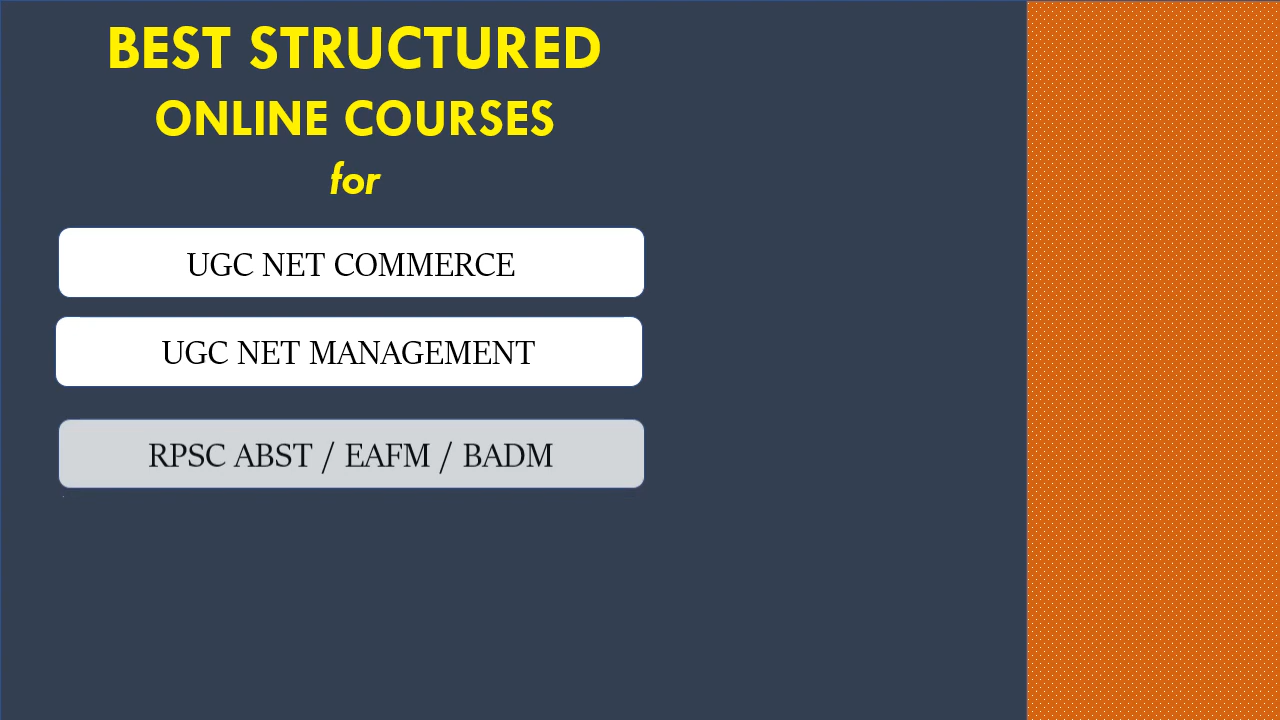 BEST STRUCTURED
ONLINE COURSES
for
UGC NET COMMERCE
UGC NET MANAGEMENT
RPSC ABST / EAFM / BADM